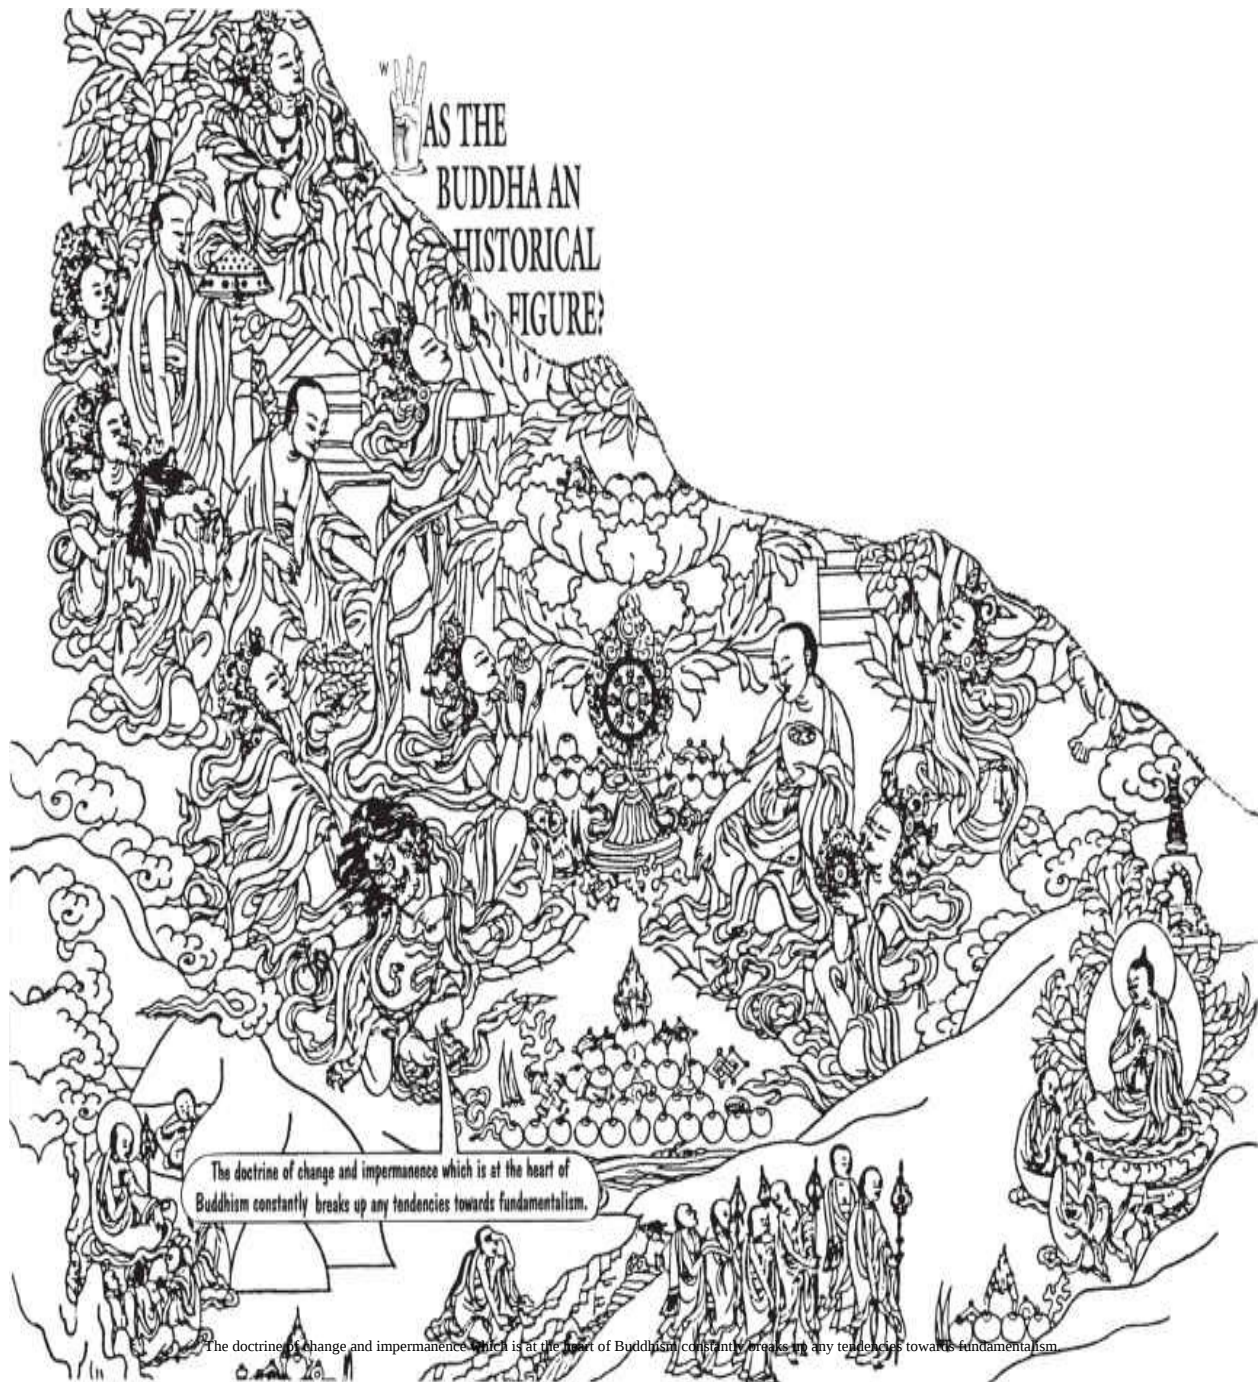 WAS THE
BUDDHA AN
HISTORICAL
FIGURE?
The doctrine of change and impermanence which is at the heart of
Buddhism constantly breaks up any tendencies towards fundamentalism.
The doctrine of change and impermanence which is at the heart of Buddhism constantly breaks up any tendencies towards fundamentalism.